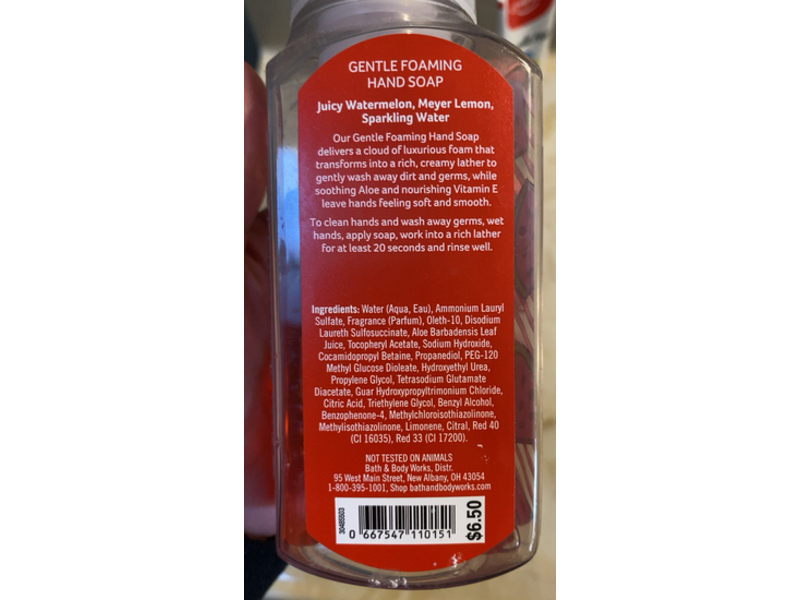 GENTLE FOAMING
HAND SOAP
Juicy Watermelon, Meyer Lemon,
Sparkling Water
Our Gentle Foaming Hand Soap
delivers a cloud of luxurious foam that
transforms into a rich, creamy lather to
gently wash away dirt and germs, while
soothing Aloe and nourishing Vitamin E
leave hands feeling soft and smooth.
To clean hands and wash away germs, wet
hands, apply soap, work into a rich lather
for at least 20 seconds and rinse well.
Ingredients: Water (Aqua, Eau), Ammonium Lauryl
Sulfate, Fragrance (Parfum), Oleth-10, Disodium
Laureth Sulfosuccinate, Aloe Barbadensis Leaf
Juice, Tocopheryl Acetate, Sodium Hydroxide,
Cocamidopropyl Betaine, Propanediol, PEG-120
Methyl Glucose Dioleate, Hydroxyethyl Urea,
Propylene Glycol, Tetrasodium Glutamate
Diacetate, Guar Hydroxypropyltrimonium Chloride,
Citric Acid, Triethylene Glycol, Benzyl Alcohol,
Benzophenone-4, Methylchloroisothiazolinone,
Methylisothiazolinone, Limonene, Citral, Red 40
(CI 16035), Red 33 (CI 17200).
NOT TESTED ON ANIMALS
Bath & Body Works, Distr.
95 West Main Street, New Albany, OH 43054
1-800-395-1001, Shop bathandbodyworks.com
30485503
0 667547 110151
$6.50